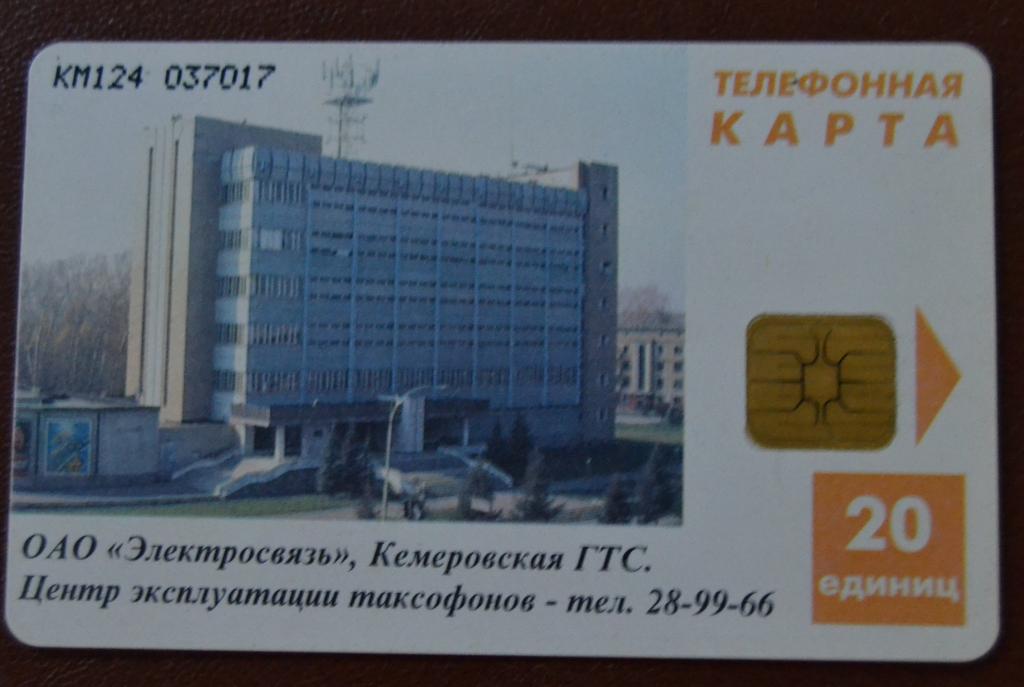 KM124 037017
ТЕЛЕФОННАЯ
КАРТА
20
единиц
ОАО «Электросвязь», Кемеровская ГТС.
Центр эксплуатации таксофонов - тел. 28-99-66